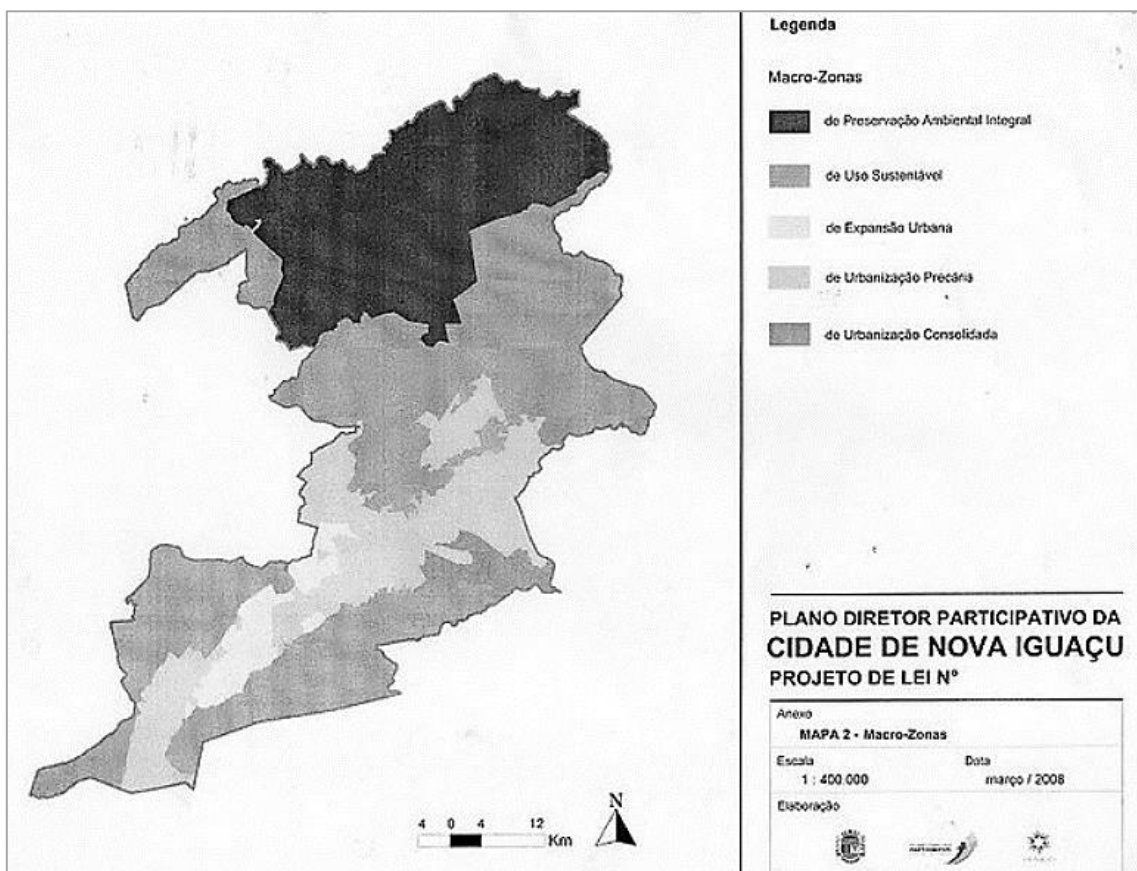 Legenda
Macro-Zonas
de Preservação Ambiental Integral
de Uso Sustentável
de Expansão Urbana
de Urbanização Precária
de Urbanização Consolidada
PLANO DIRETOR PARTICIPATIVO DA
CIDADE DE NOVA IGUAÇU
PROJETO DE LEI Nº
Anexo
MAPA 2 - Macro-Zonas
Escala Data
1 : 400.000 março / 2008
Elaboração
N
4 0 4 12
Km